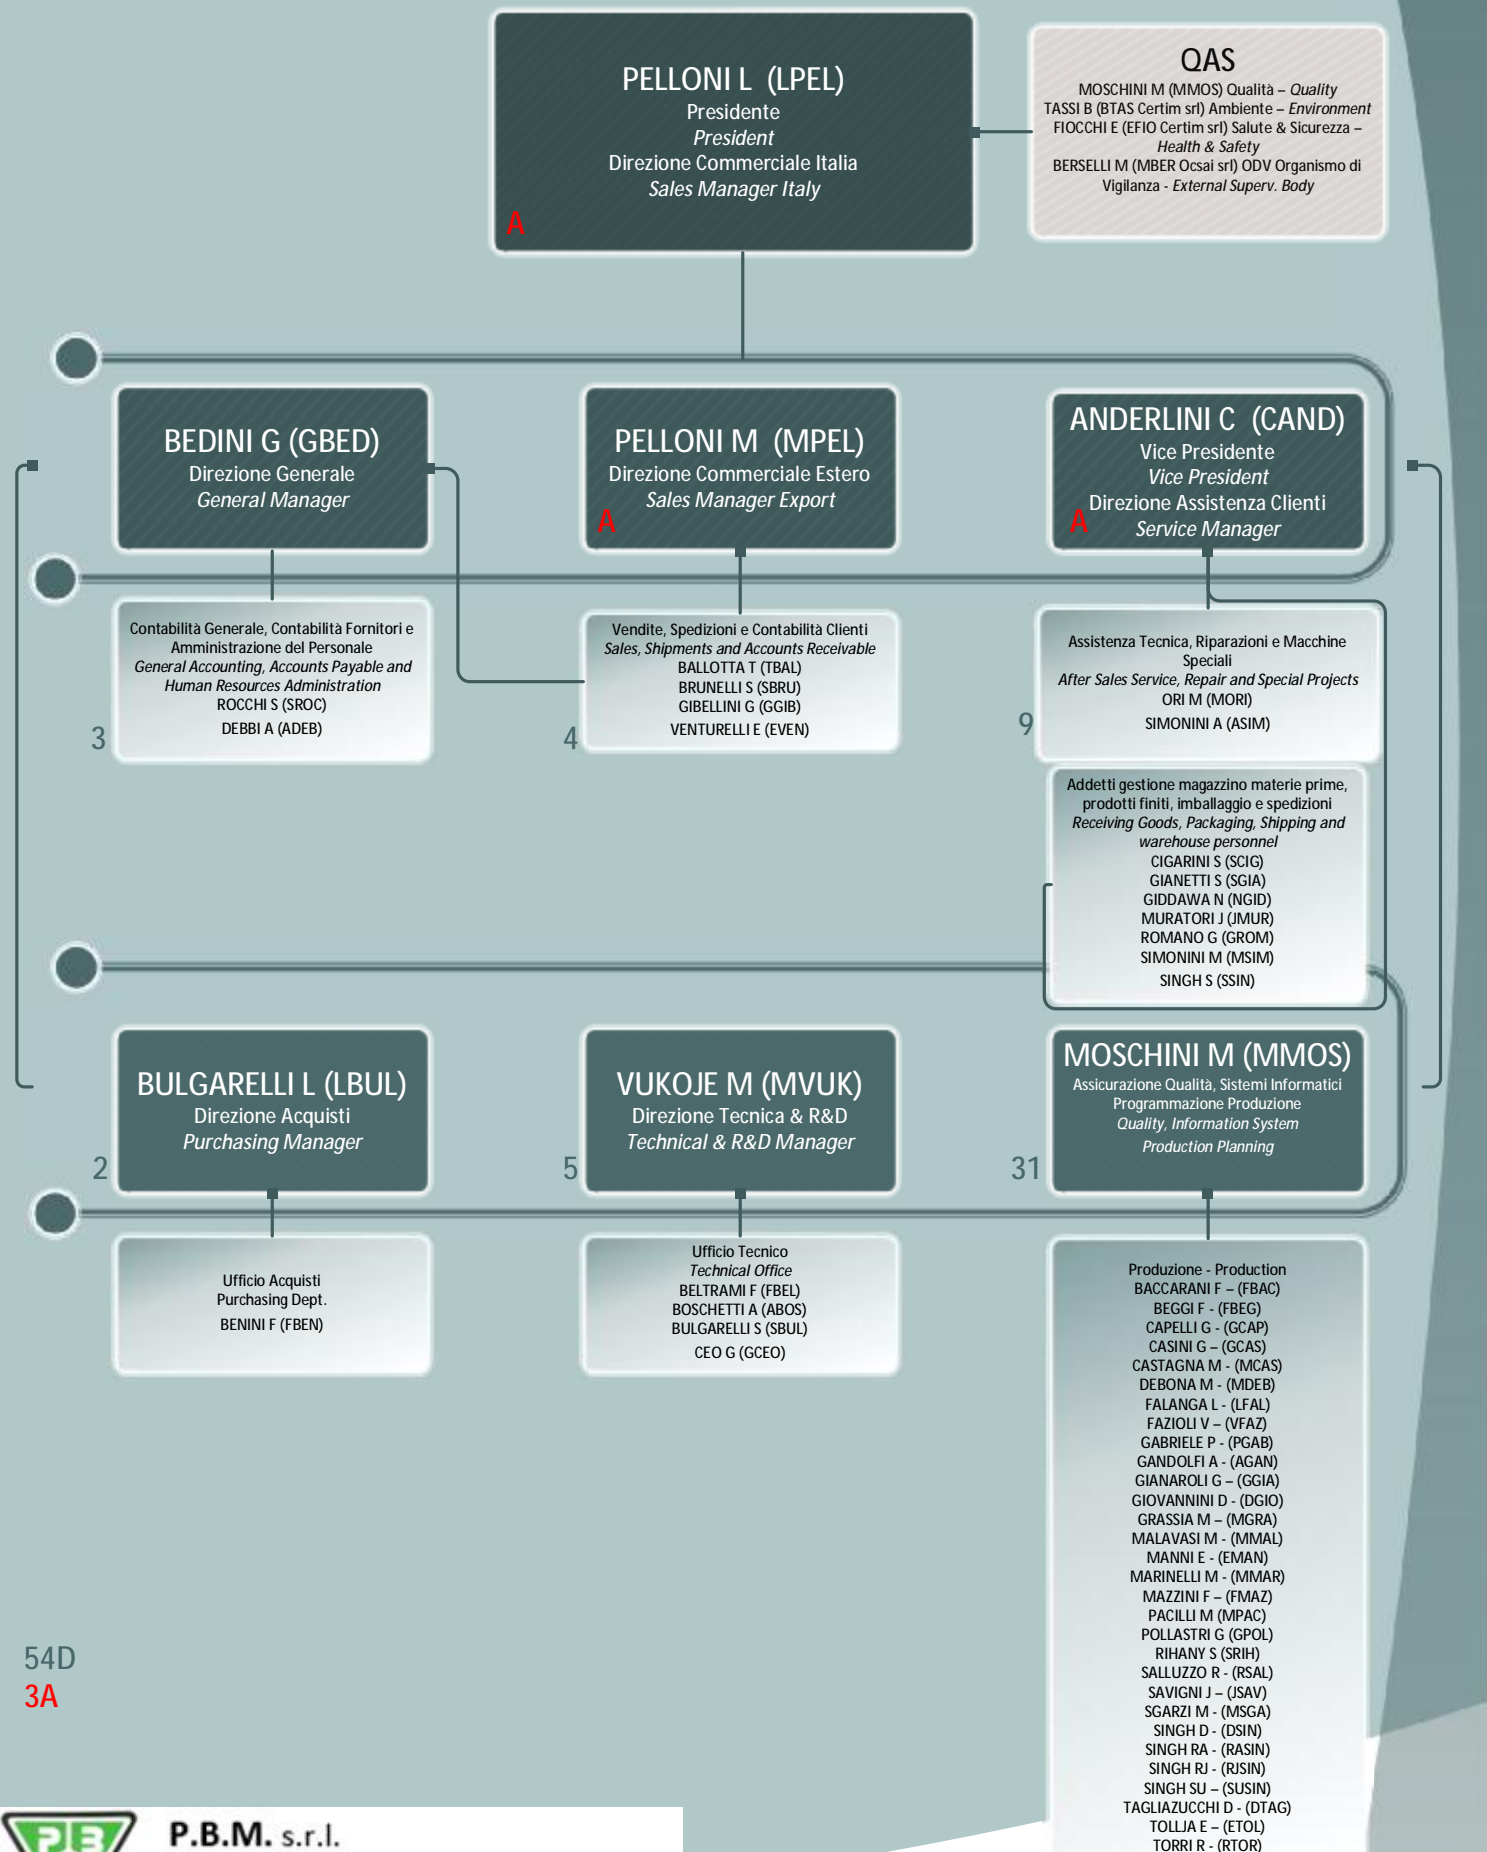 PELLONI L (LPEL)
Presidente
President
Direzione Commerciale Italia
Sales Manager Italy
A
QAS
MOSCHINI M (MMOS) Qualità – Quality
TASSI B (BTAS Certim srl) Ambiente – Environment
FIOCCHI E (EFIO Certim srl) Salute & Sicurezza –
Health & Safety
BERSELLI M (MBER Ocsai srl) ODV Organismo di
Vigilanza - External Superv. Body
BEDINI G (GBED)
Direzione Generale
General Manager
PELLONI M (MPEL)
Direzione Commerciale Estero
Sales Manager Export
A
ANDERLINI C (CAND)
Vice Presidente
Vice President
Direzione Assistenza Clienti
Service Manager
A
Contabilità Generale, Contabilità Fornitori e
Amministrazione del Personale
General Accounting, Accounts Payable and
Human Resources Administration
ROCCHI S (SROC)
DEBBI A (ADEB)
3
Vendite, Spedizioni e Contabilità Clienti
Sales, Shipments and Accounts Receivable
BALLOTTA T (TBAL)
BRUNELLI S (SBRU)
GIBELLINI G (GGIB)
VENTURELLI E (EVEN)
4
Assistenza Tecnica, Riparazioni e Macchine
Speciali
After Sales Service, Repair and Special Projects
ORI M (MORI)
SIMONINI A (ASIM)
9
Addetti gestione magazzino materie prime,
prodotti finiti, imballaggio e spedizioni
Receiving Goods, Packaging, Shipping and
warehouse personnel
CIGARINI S (SCIG)
GIANETTI S (SGIA)
GIDDAWA N (NGID)
MURATORI J (JMUR)
ROMANO G (GROM)
SIMONINI M (MSIM)
SINGH S (SSIN)
BULGARELLI L (LBUL)
Direzione Acquisti
Purchasing Manager
2
VUKOJE M (MVUK)
Direzione Tecnica & R&D
Technical & R&D Manager
5
MOSCHINI M (MMOS)
Assicurazione Qualità, Sistemi Informatici
Programmazione Produzione
Quality, Information System
Production Planning
31
Ufficio Acquisti
Purchasing Dept.
BENINI F (FBEN)
Ufficio Tecnico
Technical Office
BELTRAMI F (FBEL)
BOSCHETTI A (ABOS)
BULGARELLI S (SBUL)
CEO G (GCEO)
Produzione - Production
BACCARANI F – (FBAC)
BEGGI F - (FBEG)
CAPELLI G - (GCAP)
CASINI G – (GCAS)
CASTAGNA M - (MCAS)
DEBONA M - (MDEB)
FALANGA L - (LFAL)
FAZIOLI V – (VFAZ)
GABRIELE P - (PGAB)
GANDOLFI A - (AGAN)
GIANAROLI G – (GGIA)
GIOVANNINI D - (DGIO)
GRASSIA M – (MGRA)
MALAVASI M - (MMAL)
MANNI E - (EMAN)
MARINELLI M - (MMAR)
MAZZINI F – (FMAZ)
PACILLI M (MPAC)
POLLASTRI G (GPOL)
RIHANY S (SRIH)
SALLUZZO R - (RSAL)
SAVIGNI J – (JSAV)
SGARZI M - (MSGA)
SINGH D - (DSIN)
SINGH RA - (RASIN)
SINGH RJ - (RJSIN)
SINGH SU – (SUSIN)
TAGLIAZUCCHI D - (DTAG)
TOLLJA E – (ETOL)
TORRI R - (RTOR)
54D
3A
PB
P.B.M. s.r.l.